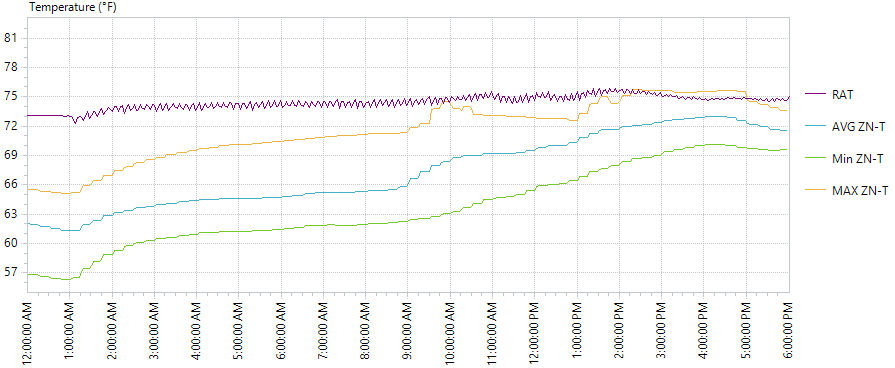 Temperature (°F)
81
78
75
72
69
66
63
60
57
12:00:00 AM
1:00:00 AM
2:00:00 AM
3:00:00 AM
4:00:00 AM
5:00:00 AM
6:00:00 AM
7:00:00 AM
8:00:00 AM
9:00:00 AM
10:00:00 AM
11:00:00 AM
12:00:00 PM
1:00:00 PM
2:00:00 PM
3:00:00 PM
4:00:00 PM
5:00:00 PM
6:00:00 PM
RAT
AVG ZN-T
Min ZN-T
MAX ZN-T